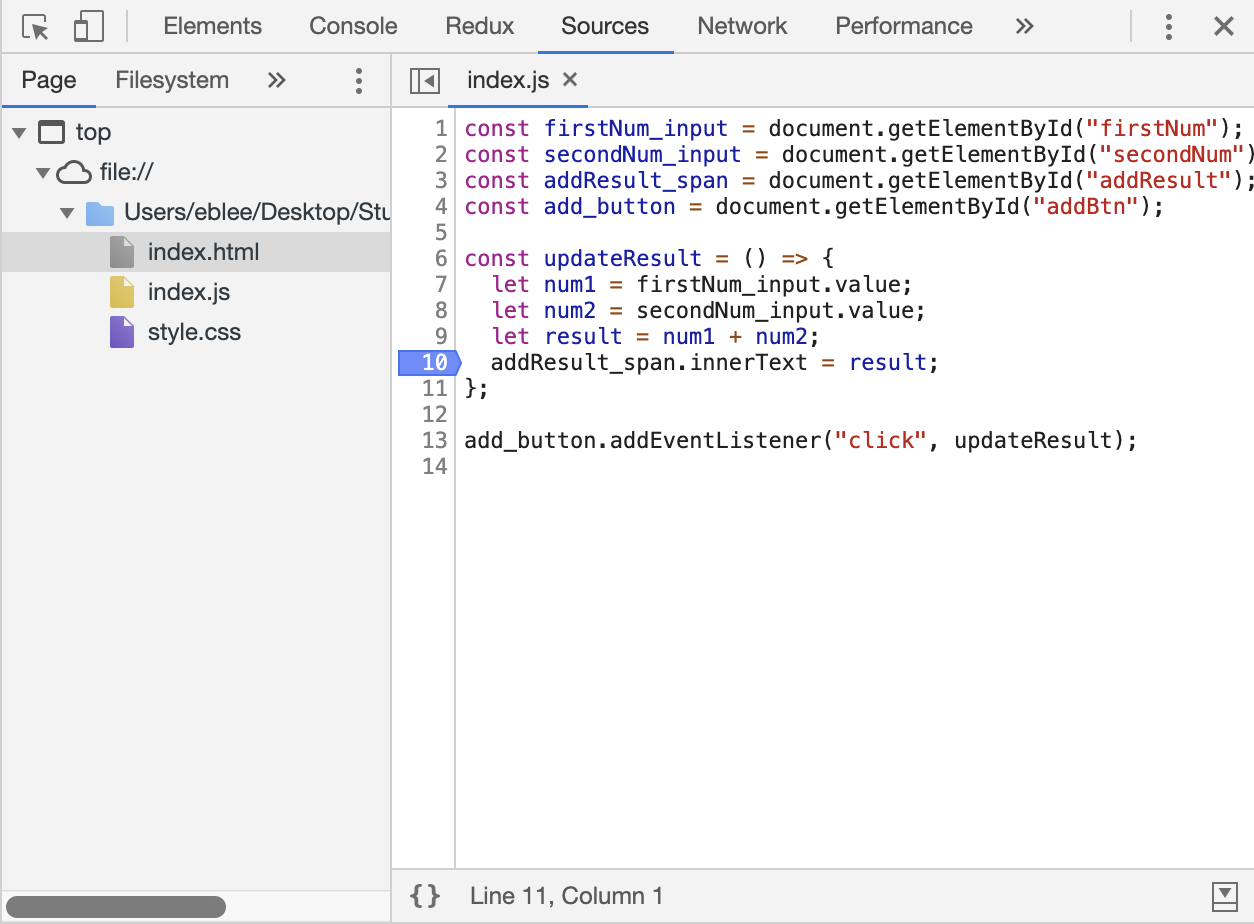 Elements Console Redux Sources Network Performance »
Page Filesystem »
index.js ×
top
file://
Users/eblee/Desktop/Stu
index.html
index.js
style.css
1 const firstNum_input = document.getElementById("firstNum");
2 const secondNum_input = document.getElementById("secondNum")
3 const addResult_span = document.getElementById("addResult");
4 const add_button = document.getElementById("addBtn");
5
6 const updateResult = () => {
7   let num1 = firstNum_input.value;
8   let num2 = secondNum_input.value;
9   let result = num1 + num2;
10   addResult_span.innerText = result;
11 };
12
13 add_button.addEventListener("click", updateResult);
14
{} Line 11, Column 1